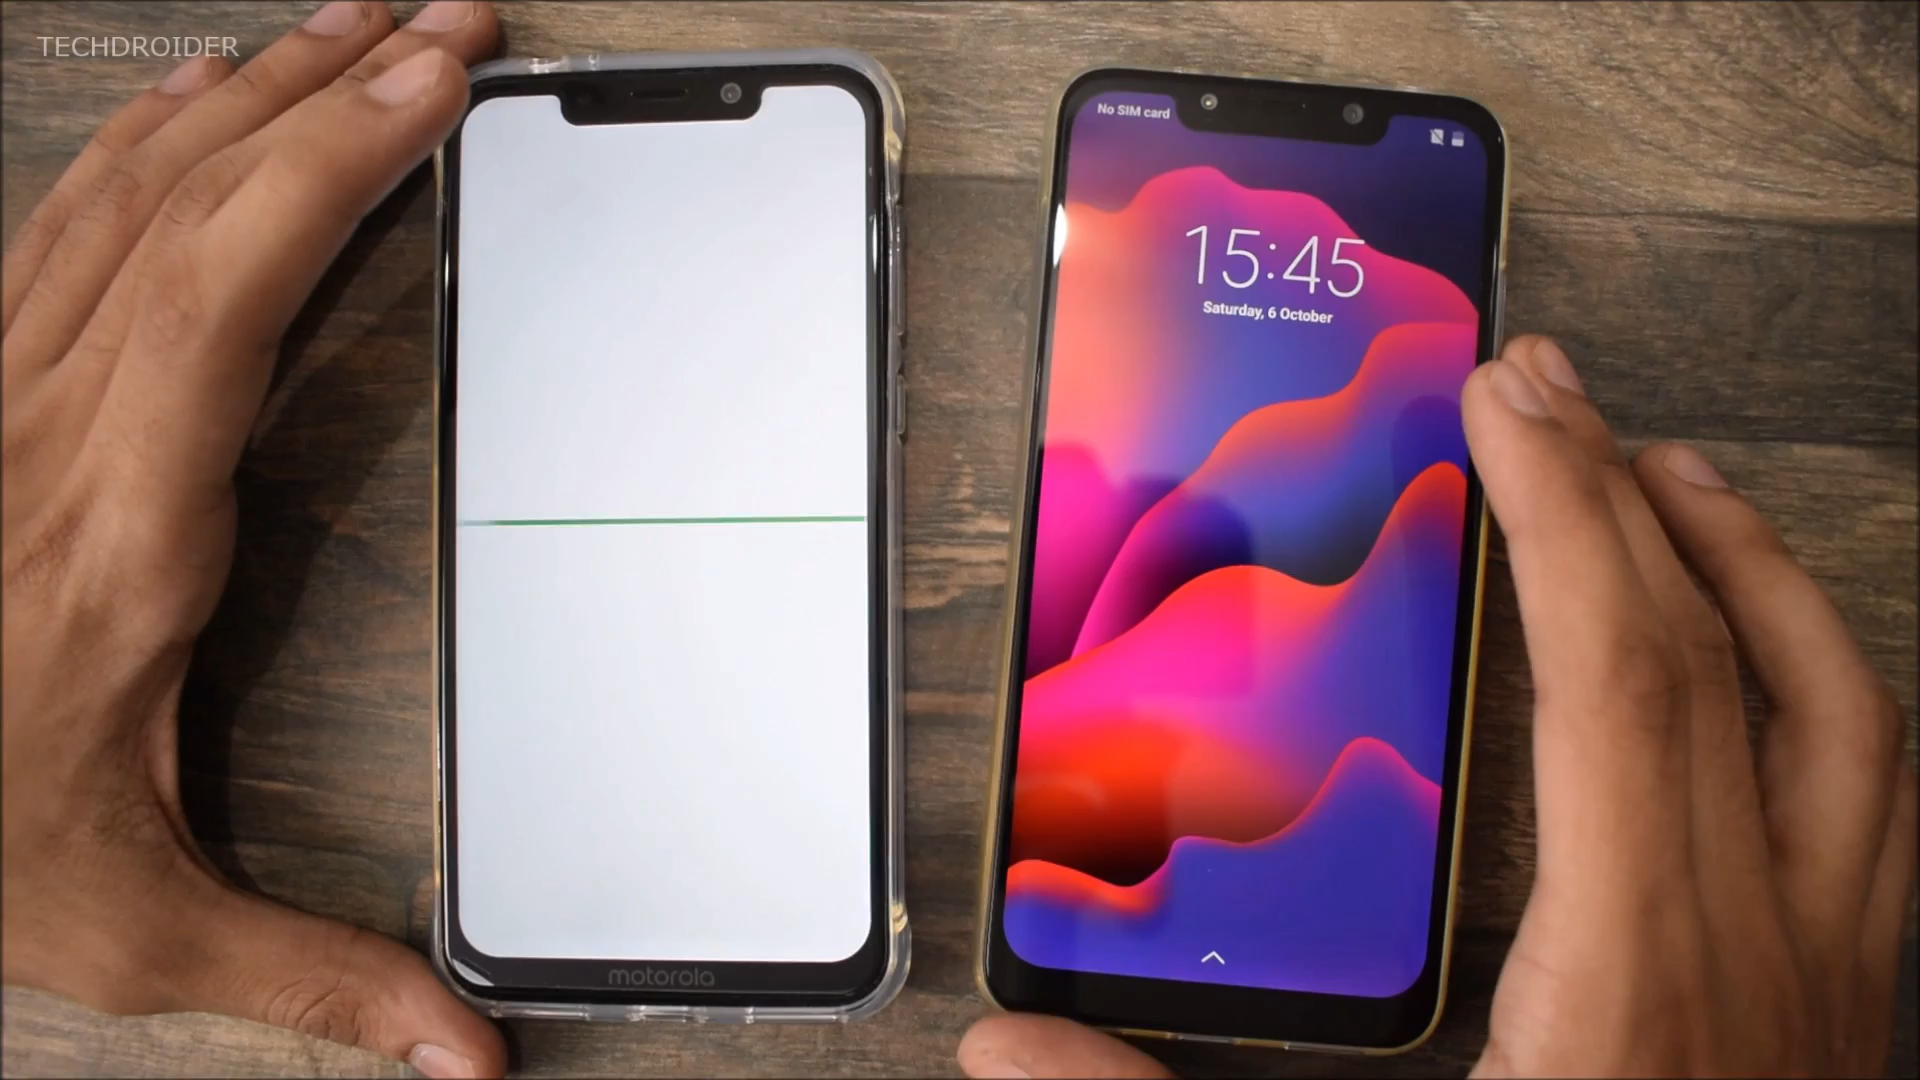 TECHDROIDER
No SIM card
15:45
Saturday, 6 October
motorola